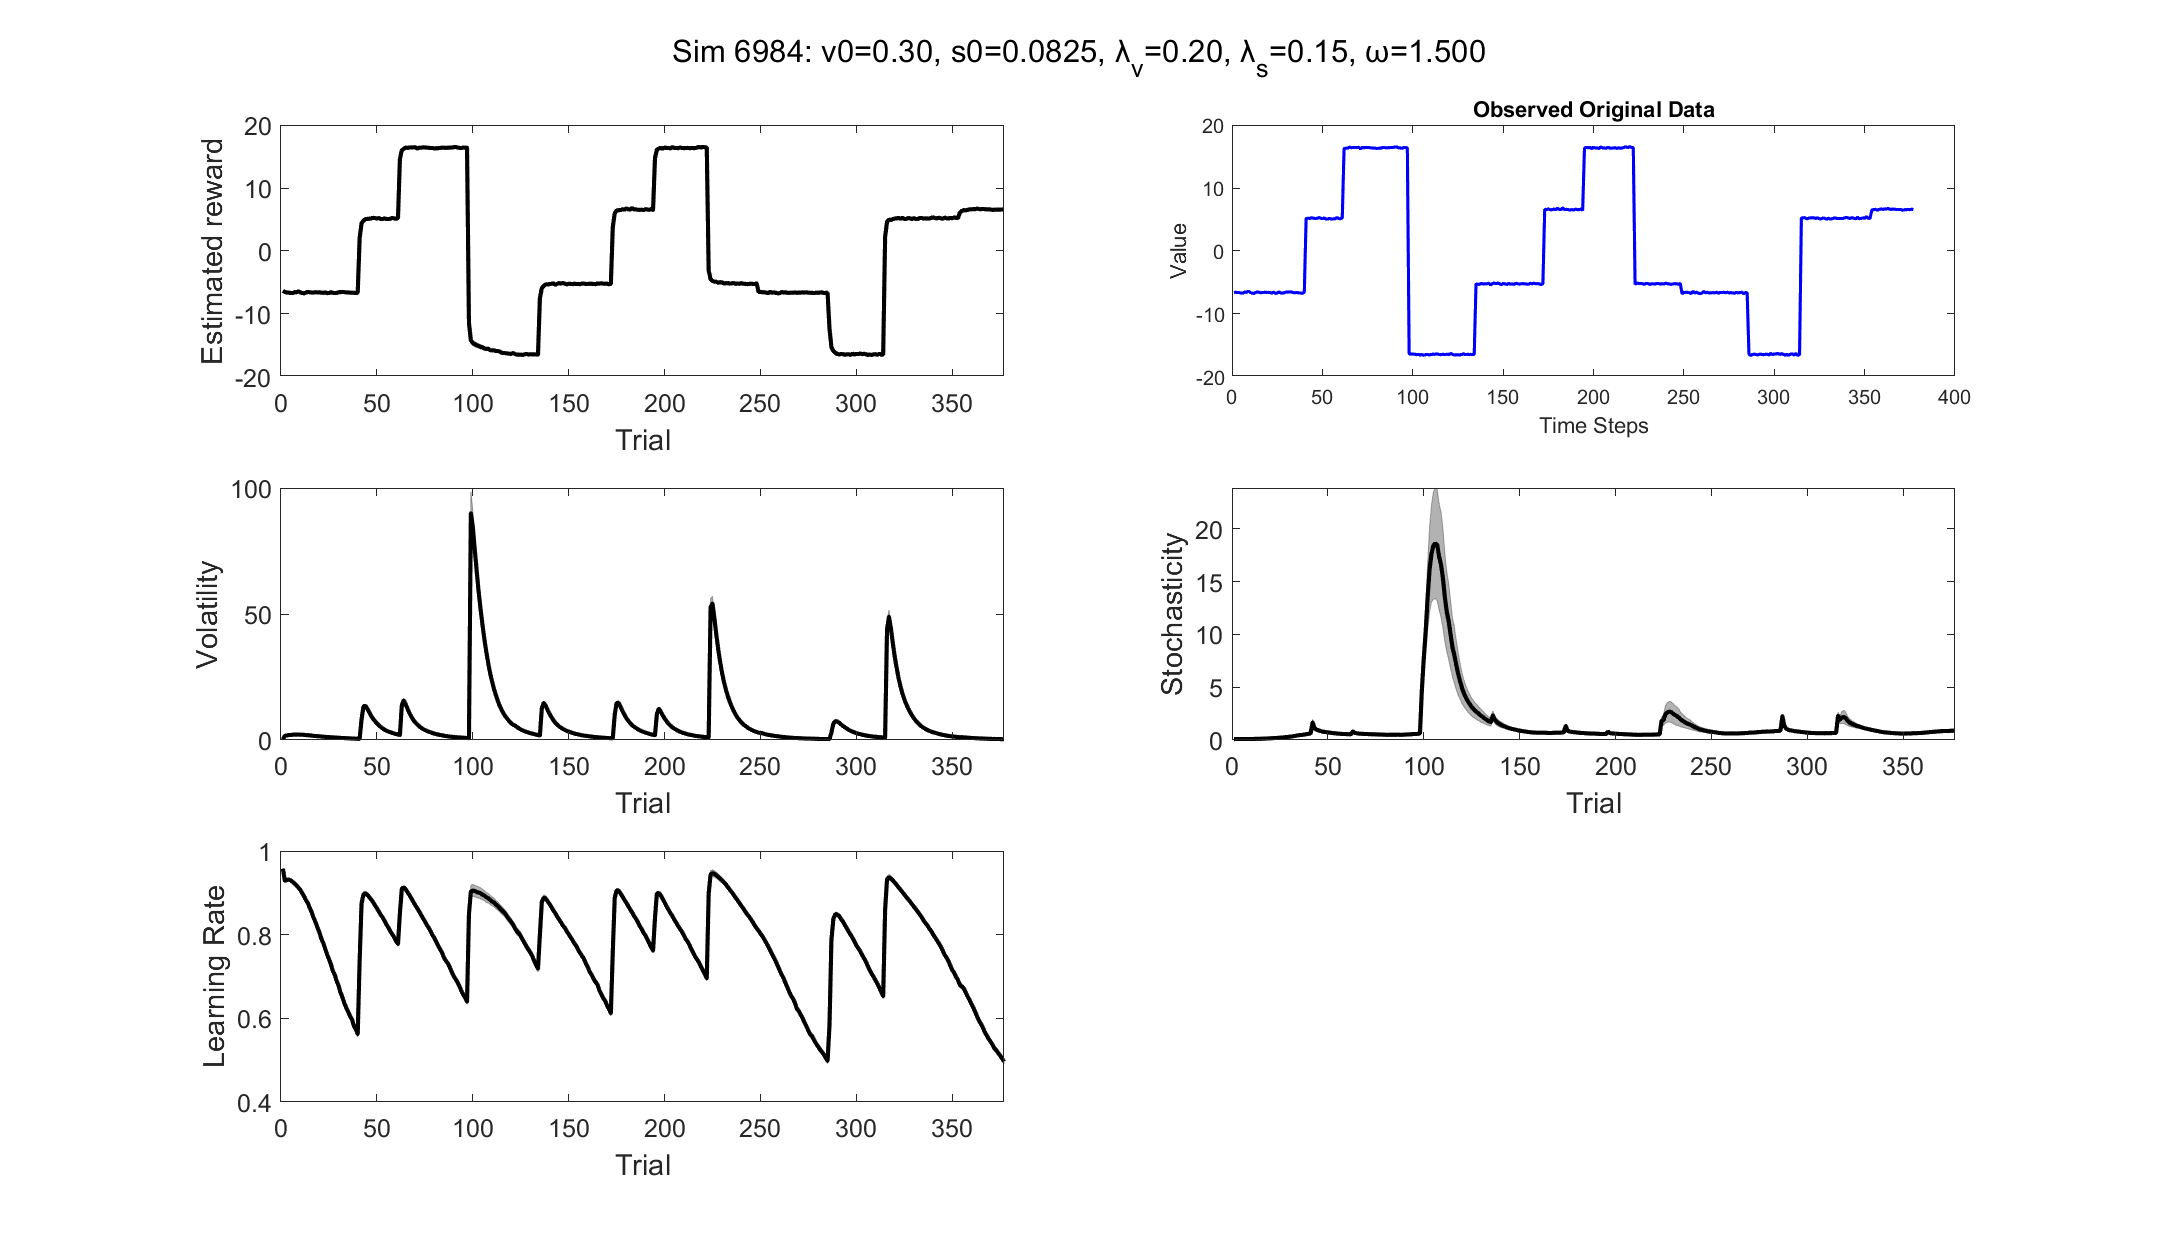 Sim 6984: v0=0.30, s0=0.0825, λv=0.20, λs=0.15, ω=1.500
Estimated reward
20
10
0
-10
-20
0 50 100 150 200 250 300 350
Trial
Observed Original Data
Value
20
10
0
-10
-20
0 50 100 150 200 250 300 350 400
Time Steps
Volatility
100
50
0
0 50 100 150 200 250 300 350
Trial
Stochasticity
20
15
10
5
0
0 50 100 150 200 250 300 350
Trial
Learning Rate
1
0.8
0.6
0.4
0 50 100 150 200 250 300 350
Trial